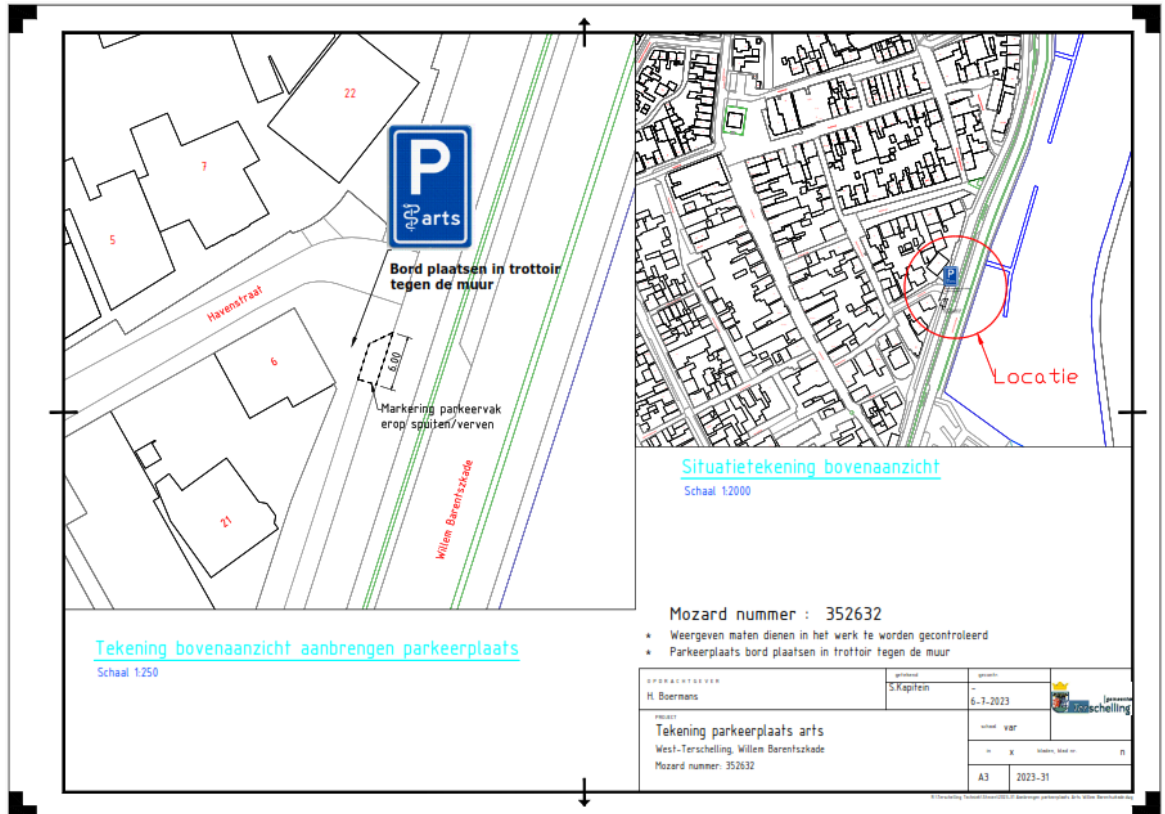 22
7
5
P
arts
Bord plaatsen in trottoir
tegen de muur
Havenstraat
6
6.00
Markering parkeervak
erop spuiten/verven
21
Willem Barentszkade
P
Locatie
Situatietekening bovenaanzicht
Schaal 1:2000
Tekening bovenaanzicht aanbrengen parkeerplaats
Schaal 1:250
Mozard nummer : 352632
* Weergeven maten dienen in het werk te worden gecontroleerd
* Parkeerplaats bord plaatsen in trottoir tegen de muur
OPDRACHTGEVER
H. Boermans
getekend
S.Kapitein
-
6-7-2023
gemeente
Terschelling
PROJECT
Tekening parkeerplaats arts
West-Terschelling, Willem Barentszkade
Mozard nummer: 352632
schaal var
x
n
A3
2023-31